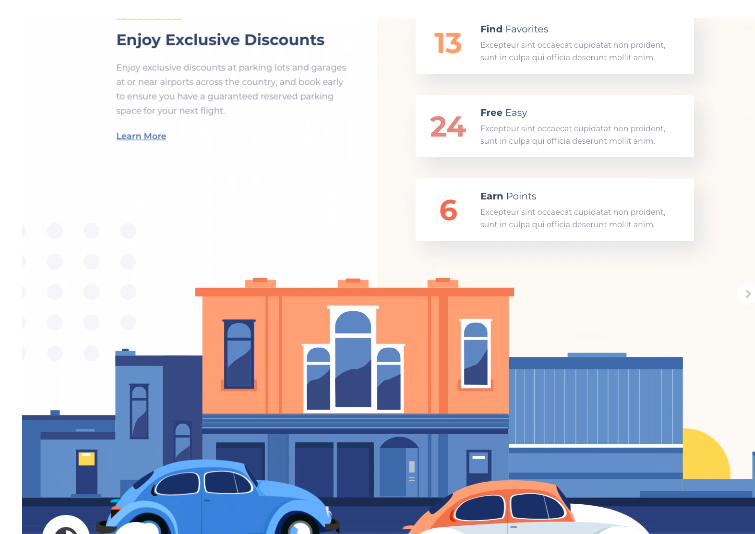 Enjoy Exclusive Discounts
Enjoy exclusive discounts at parking lots and garages
at or near airports across the country, and book early
to ensure you have a guaranteed reserved parking
space for your next flight.
Learn More
13
Find Favorites
Excepteur sint occaecat cupidatat non proident,
sunt in culpa qui officia deserunt mollit anim.
24
Free Easy
Excepteur sint occaecat cupidatat non proident,
sunt in culpa qui officia deserunt mollit anim.
6
Earn Points
Excepteur sint occaecat cupidatat non proident,
sunt in culpa qui officia deserunt mollit anim.